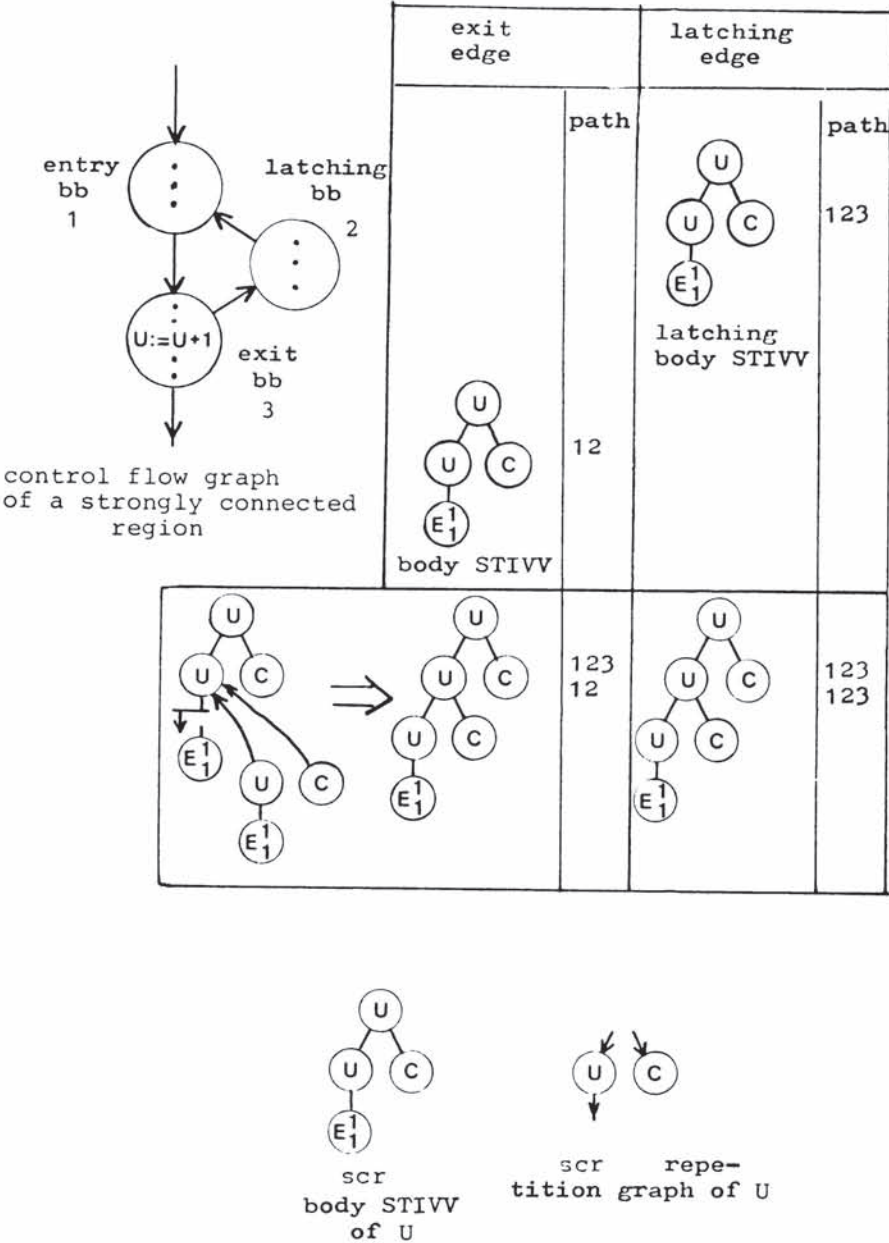 exit
edge
latching
edge
path
path
entry
bb
1
latching
bb
2
U:=U+1
exit
bb
3
control flow graph
of a strongly connected
region
U
U
C
E 1 1
123
latching
body STIVV
U
U
C
E 1 1
12
body STIVV
U
U
C
E 1 1
U
C
E 1 1
U
U
C
U
C
E 1 1
123
12
U
U
C
U
C
E 1 1
123
123
U
U
C
E 1 1
scr
body STIVV
of U
U
C
scr repe-
tition graph of U